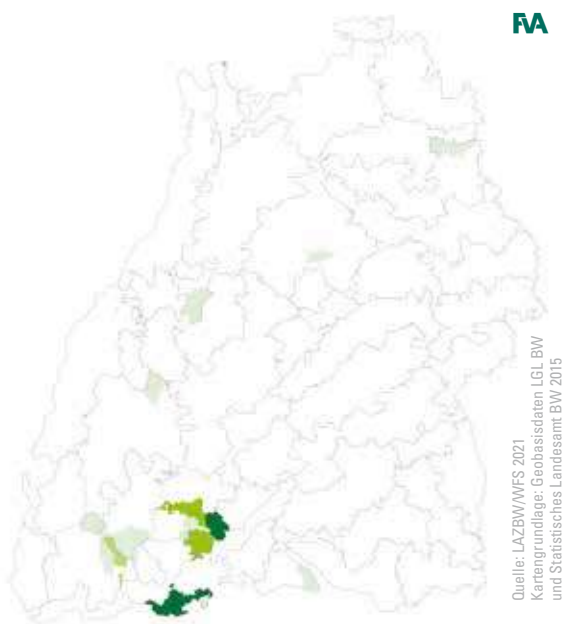 FVA
Quelle: LAZBW/WFS 2021
Kartengrundlage: Geobasisdaten LGL BW
und Statistisches Landesamt BW 2015